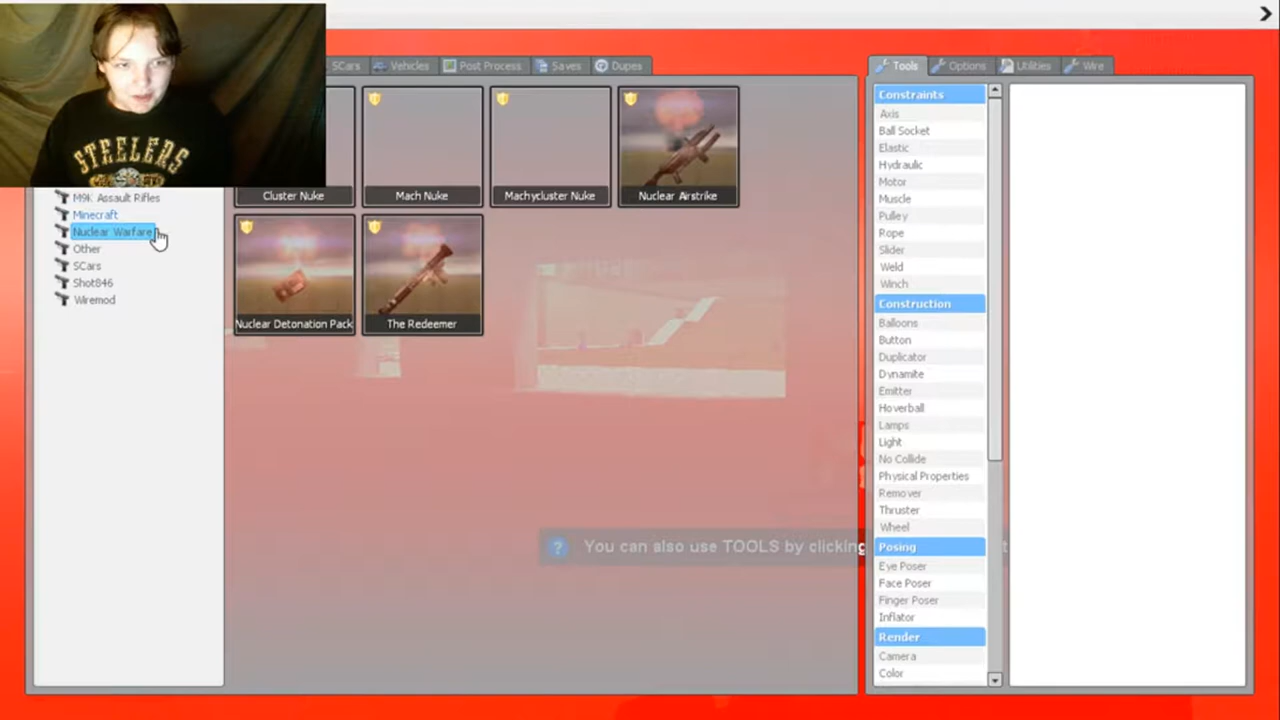 STEELERS
SCars
Vehicles
Post Process
Saves
Dupes
Tools
Options
Utilities
Wire
M9K Assault Rifles
Minecraft
Nuclear Warfare
Other
SCars
Shot846
Wiremod
Cluster Nuke
Mach Nuke
Machycluster Nuke
Nuclear Airstrike
Nuclear Detonation Pack
The Redeemer
You can also use TOOLS by clicking
Constraints
Axis
Ball Socket
Elastic
Hydraulic
Motor
Muscle
Pulley
Rope
Slider
Weld
Winch
Construction
Balloons
Button
Duplicator
Dynamite
Emitter
Hoverball
Lamps
Light
No Collide
Physical Properties
Remover
Thruster
Wheel
Posing
Eye Poser
Face Poser
Finger Poser
Inflator
Render
Camera
Color